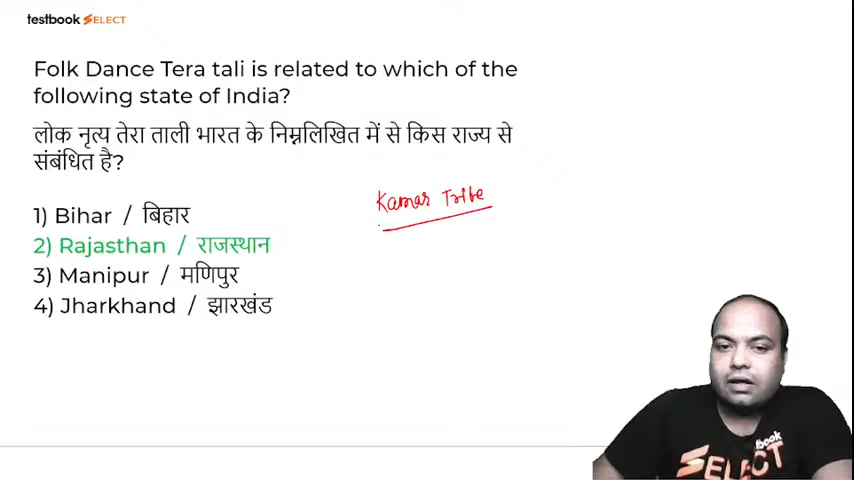 testbook SELECT
Folk Dance Tera tali is related to which of the
following state of India?
लोक नृत्य तेरा ताली भारत के निम्नलिखित में से किस राज्य से
संबंधित है?
Kamar Tribe
1) Bihar / बिहार
2) Rajasthan / राजस्थान
3) Manipur / मणिपुर
4) Jharkhand / झारखंड
SELECT